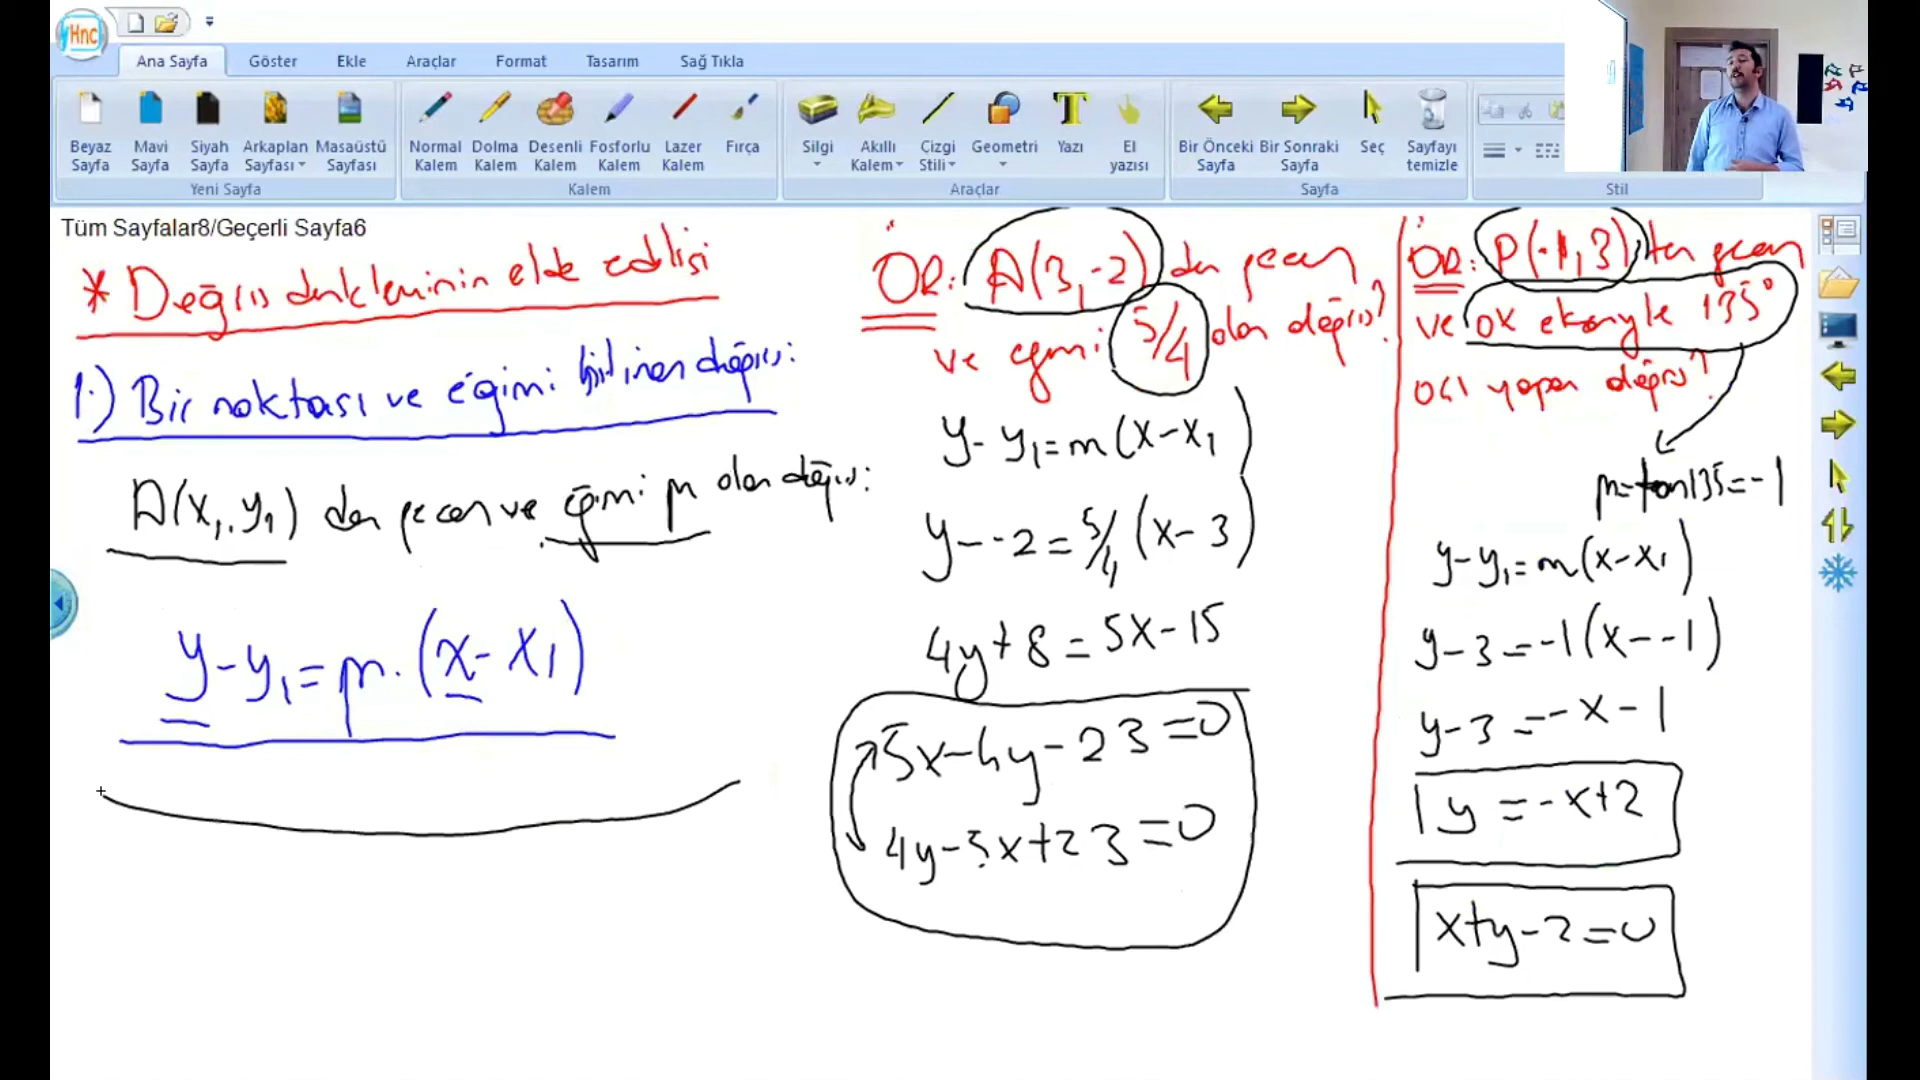 Hnc
Ana Sayfa Göster Ekle Araçlar Format Tasarım Sağ Tıkla
Beyaz Sayfa
Mavi Sayfa
Siyah Sayfa
Arkaplan Sayfası
Masaüstü Sayfası
Normal Kalem
Dolma Kalem
Desenli Kalem
Fosforlu Kalem
Lazer Kalem
Fırça
Silgi
Akıllı Kalem
Çizgi Stili
Geometri
Yazı
El yazısı
Bir Önceki Sayfa
Bir Sonraki Sayfa
Seç
Sayfayı temizle
Yeni Sayfa Kalem Araçlar Sayfa Stil
Tüm Sayfalar8/Geçerli Sayfa6
* Doğru denkleminin elde edilişi
1.) Bir noktası ve eğimi bilinen doğru:
A(x₁, y₁) den geçen ve eğimi m olan doğru:
y-y₁=m.(x-x₁)
ÖR: A(3,-2) den geçen
ve eğimi 5/4 olan doğru?
y-y₁=m(x-x₁)
y--2=5/4(x-3)
4y+8=5x-15
5x-4y-23=0
4y-5x+23=0
ÖR: P(-1,3) ten geçen
ve ox ekseniyle 135°
açı yapan doğru?
m=tan135=-1
y-y₁=m(x-x₁)
y-3=-1(x--1)
y-3=-x-1
y=-x+2
x+y-2=0